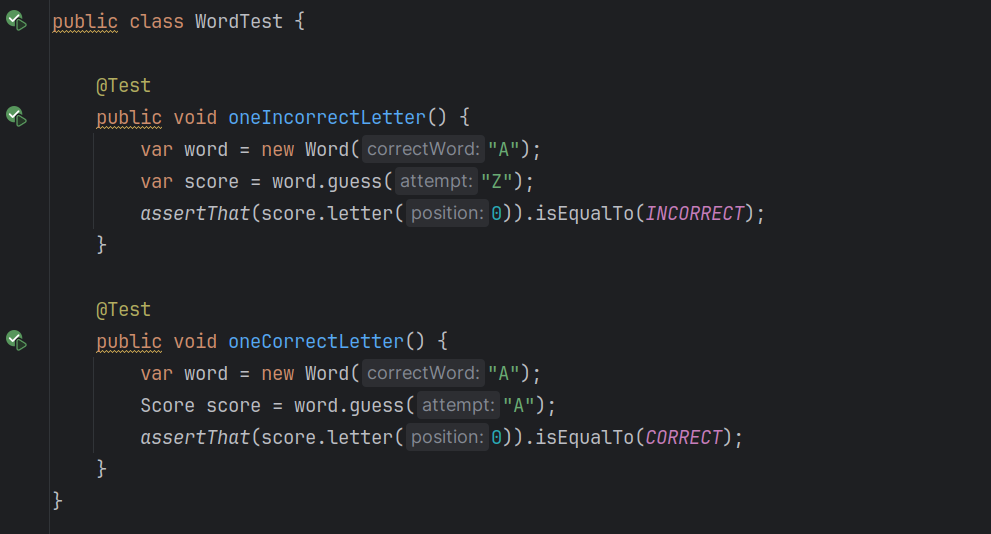 public class WordTest {
@Test
public void oneIncorrectLetter() {
var word = new Word( correctWord: "A");
var score = word.guess( attempt: "Z");
assertThat(score.letter( position: 0)).isEqualTo(INCORRECT);
}
@Test
public void oneCorrectLetter() {
var word = new Word( correctWord: "A");
Score score = word.guess( attempt: "A");
assertThat(score.letter( position: 0)).isEqualTo(CORRECT);
}
}